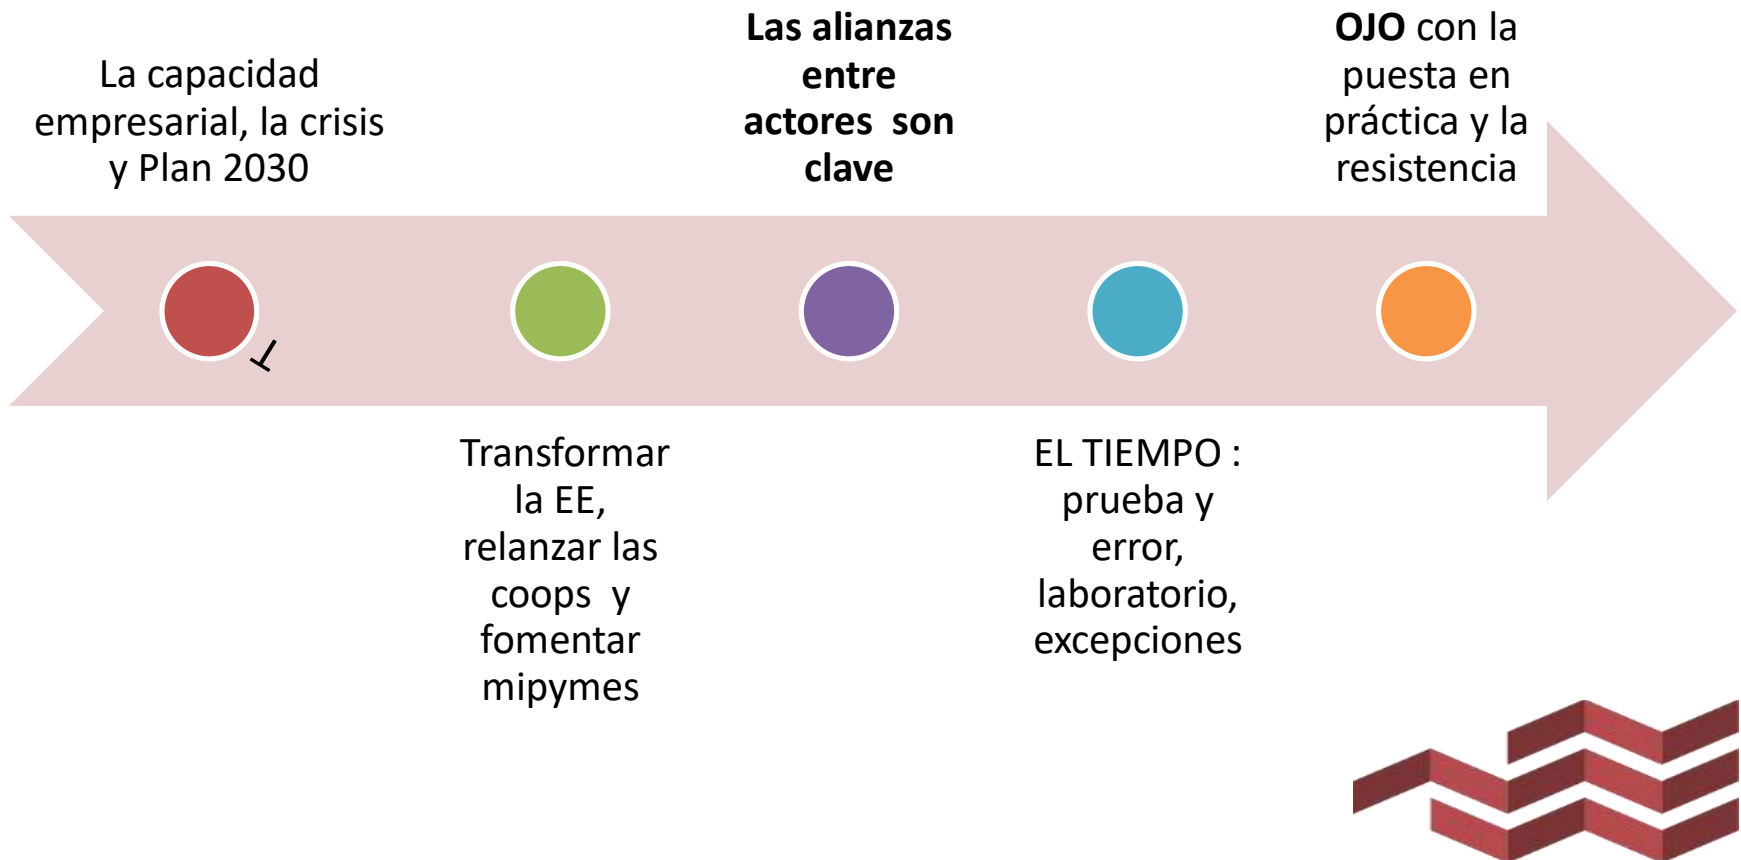 La capacidad
empresarial, la crisis
y Plan 2030
Transformar
la EE,
relanzar las
coops y
fomentar
mipymes
Las alianzas
entre
actores son
clave
EL TIEMPO :
prueba y
error,
laboratorio,
excepciones
OJO con la
puesta en
práctica y la
resistencia